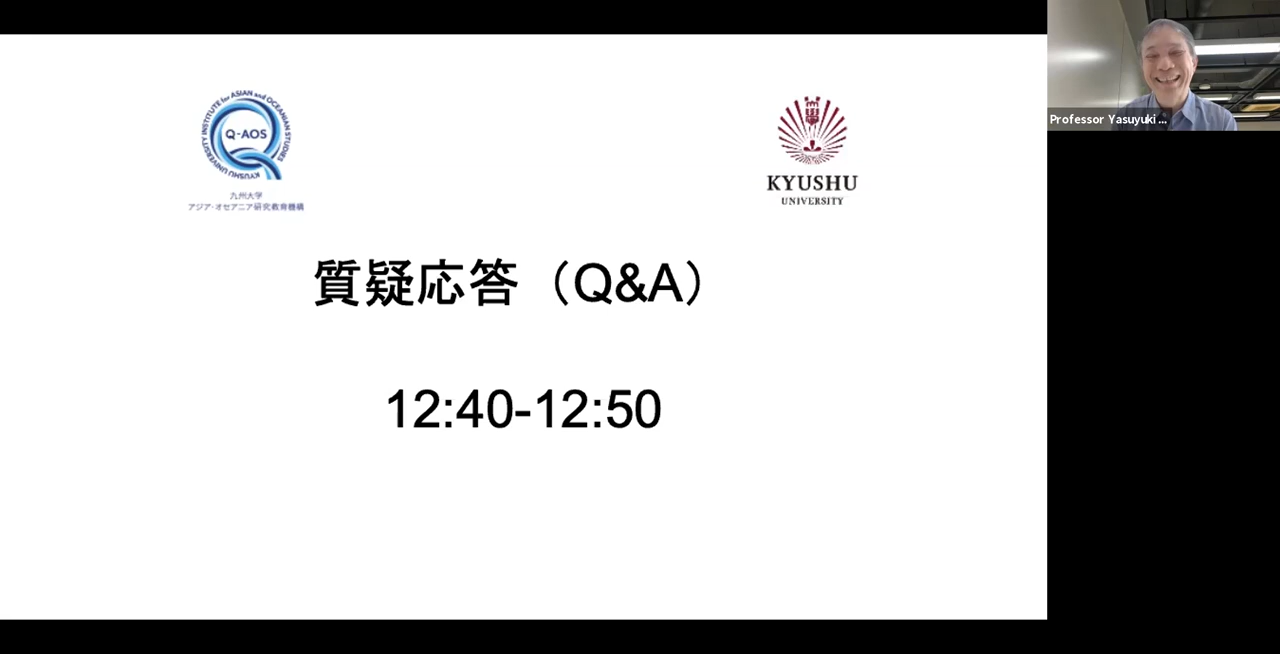 KYUSHU UNIVERSITY INSTITUTE for ASIAN and OCEANIAN STUDIES
Q-AOS
九州大学
アジア・オセアニア研究教育機構
KYUSHU
UNIVERSITY
Professor Yasuyuki ...
質疑応答（Q&A）
12:40-12:50